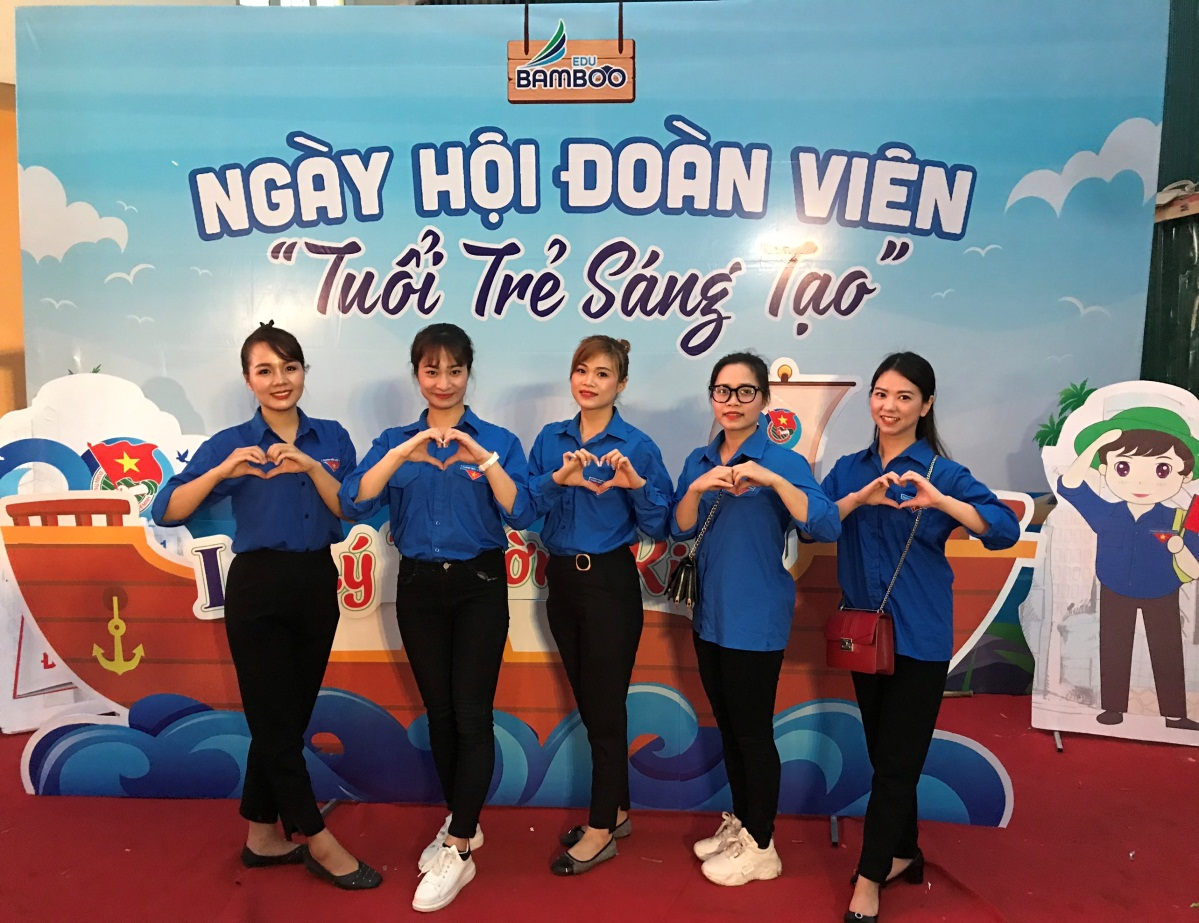 EDU
BAMBOO
NGÀY HỘI ĐOÀN VIÊN
"Tuổi Trẻ Sáng Tạo"